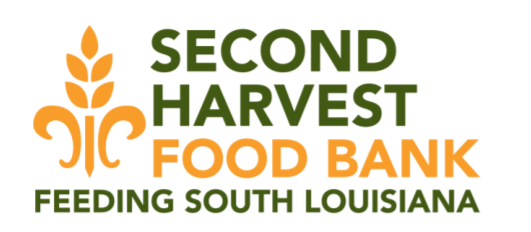 SECOND
HARVEST
FOOD BANK
FEEDING SOUTH LOUISIANA